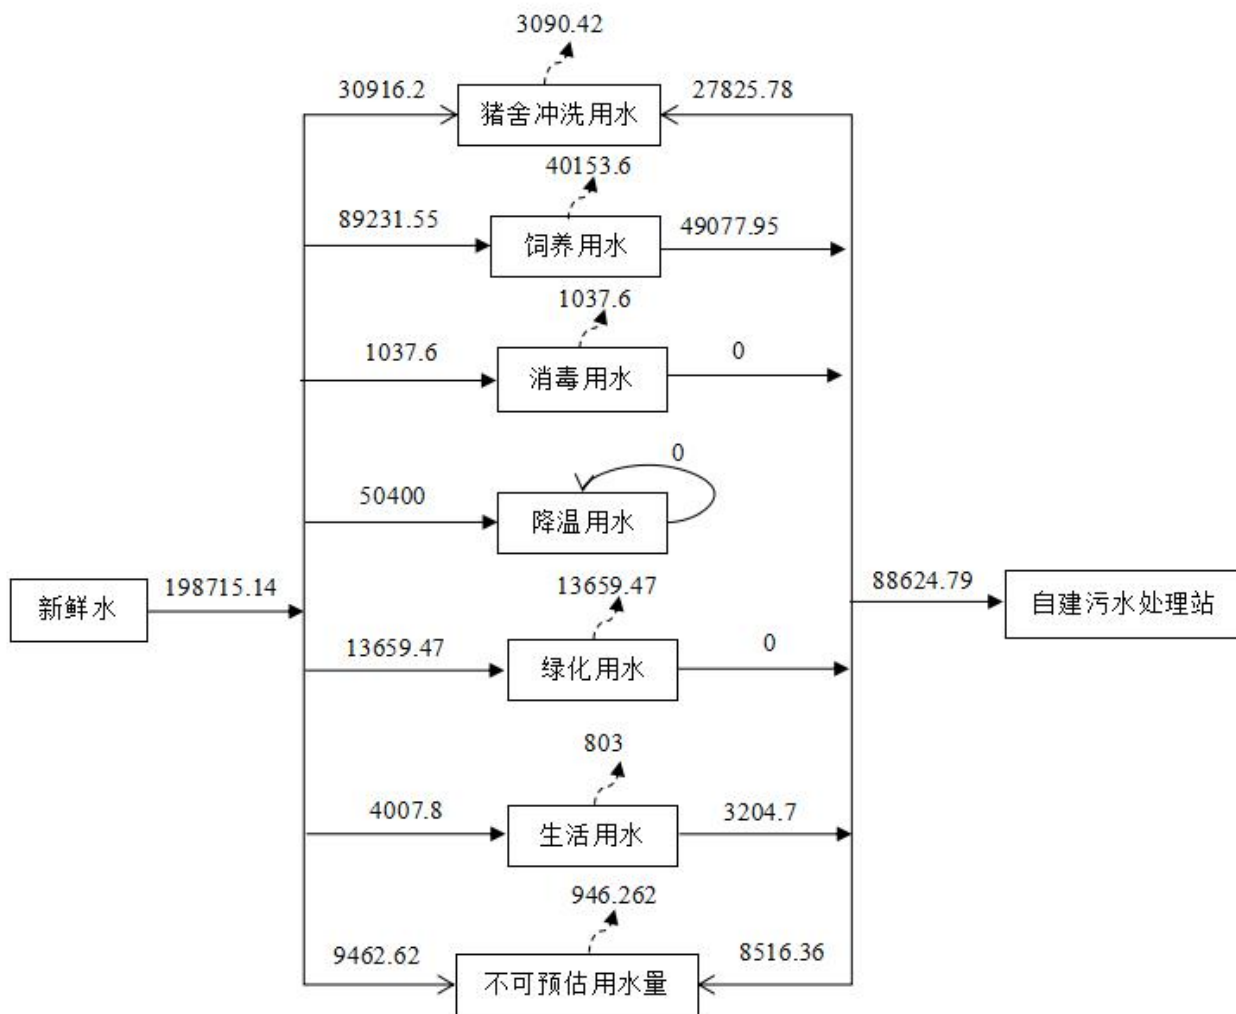 3090.42
30916.2
猪舍冲洗用水
27825.78
40153.6
89231.55
饲养用水
49077.95
1037.6
1037.6
消毒用水
0
0
50400
降温用水
新鲜水
198715.14
13659.47
88624.79
自建污水处理站
13659.47
绿化用水
0
803
4007.8
生活用水
3204.7
946.262
9462.62
不可预估用水量
8516.36